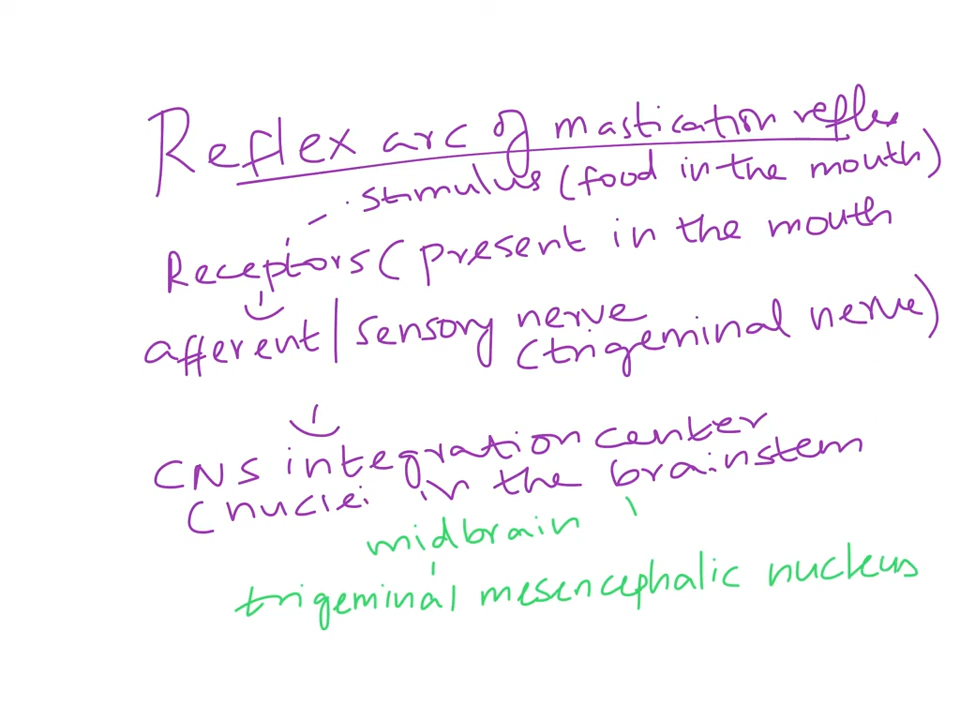 Reflex arc of mastication reflex
stimulus (food in the mouth)
Receptors ( present in the mouth
afferent / sensory nerve
(trigeminal nerve)
CNS integration center
(nuclei in the brainstem
midbrain
trigeminal mesencephalic nucleus